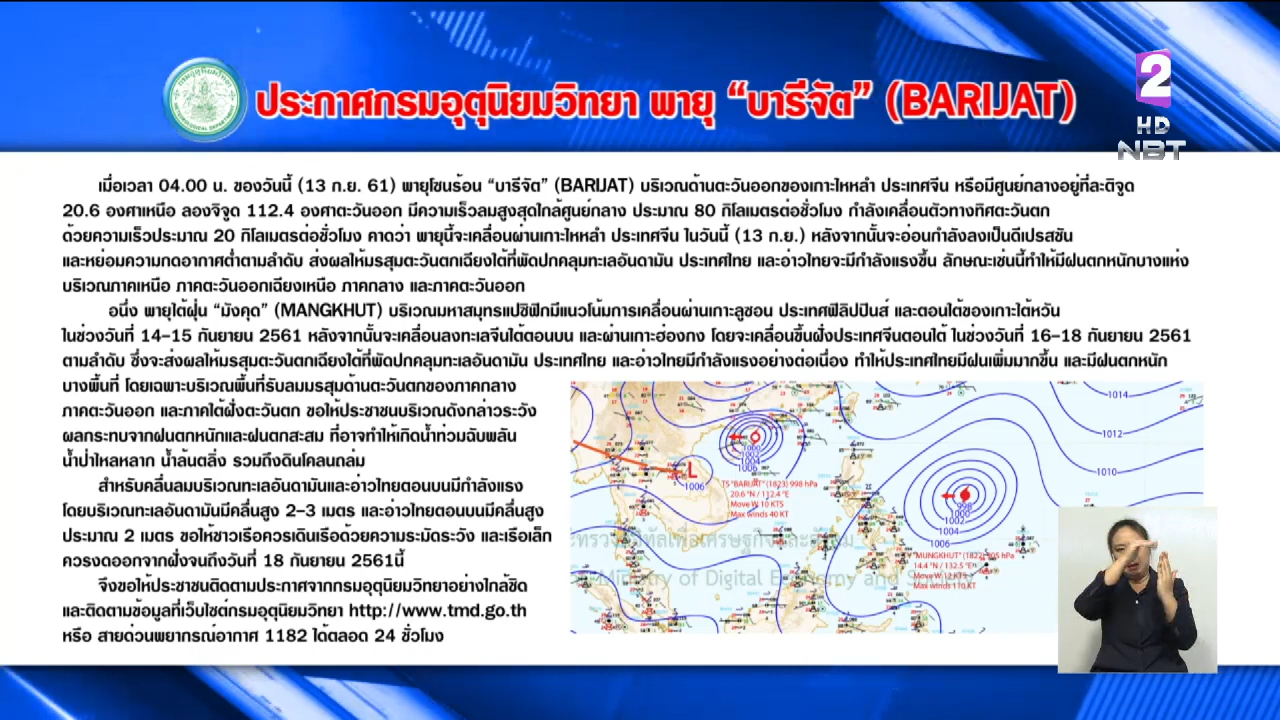 ประกาศกรมอุตุนิยมวิทยา พายุ “บารีจัต” (BARIJAT)
2
HD
NBT
เมื่อเวลา 04.00 น. ของวันนี้ (13 ก.ย. 61) พายุโซนร้อน “บารีจัต” (BARIJAT) บริเวณด้านตะวันออกของเกาะไหหลำ ประเทศจีน หรือมีศูนย์กลางอยู่ที่ละติจูด
20.6 องศาเหนือ ลองจิจูด 112.4 องศาตะวันออก มีความเร็วลมสูงสุดใกล้ศูนย์กลาง ประมาณ 80 กิโลเมตรต่อชั่วโมง กำลังเคลื่อนตัวทางทิศตะวันตก
ด้วยความเร็วประมาณ 20 กิโลเมตรต่อชั่วโมง คาดว่า พายุนี้จะเคลื่อนผ่านเกาะไหหลำ ประเทศจีน ในวันนี้ (13 ก.ย.) หลังจากนั้นจะอ่อนกำลังลงเป็นดีเปรสชัน
และหย่อมความกดอากาศต่ำตามลำดับ ส่งผลให้มรสุมตะวันตกเฉียงใต้ที่พัดปกคลุมทะเลอันดามัน ประเทศไทย และอ่าวไทยจะมีกำลังแรงขึ้น ลักษณะเช่นนี้ทำให้มีฝนตกหนักบางแห่ง
บริเวณภาคเหนือ ภาคตะวันออกเฉียงเหนือ ภาคกลาง และภาคตะวันออก
อนึ่ง พายุไต้ฝุ่น “มังคุด” (MANGKHUT) บริเวณมหาสมุทรแปซิฟิกมีแนวโน้มการเคลื่อนผ่านเกาะลูซอน ประเทศฟิลิปปินส์ และตอนใต้ของเกาะไต้หวัน
ในช่วงวันที่ 14-15 กันยายน 2561 หลังจากนั้นจะเคลื่อนลงทะเลจีนใต้ตอนบน และผ่านเกาะฮ่องกง โดยจะเคลื่อนขึ้นฝั่งประเทศจีนตอนใต้ ในช่วงวันที่ 16-18 กันยายน 2561
ตามลำดับ ซึ่งจะส่งผลให้มรสุมตะวันตกเฉียงใต้ที่พัดปกคลุมทะเลอันดามัน ประเทศไทย และอ่าวไทยมีกำลังแรงอย่างต่อเนื่อง ทำให้ประเทศไทยมีฝนเพิ่มมากขึ้น และมีฝนตกหนัก
บางพื้นที่ โดยเฉพาะบริเวณพื้นที่รับลมมรสุมด้านตะวันตกของภาคกลาง
ภาคตะวันออก และภาคใต้ฝั่งตะวันตก ขอให้ประชาชนบริเวณดังกล่าวระวัง
ผลกระทบจากฝนตกหนักและฝนตกสะสม ที่อาจทำให้เกิดน้ำท่วมฉับพลัน
น้ำป่าไหลหลาก น้ำล้นตลิ่ง รวมถึงดินโคลนถล่ม
สำหรับคลื่นลมบริเวณทะเลอันดามันและอ่าวไทยตอนบนมีกำลังแรง
โดยบริเวณทะเลอันดามันมีคลื่นสูง 2-3 เมตร และอ่าวไทยตอนบนมีคลื่นสูง
ประมาณ 2 เมตร ขอให้ชาวเรือควรเดินเรือด้วยความระมัดระวัง และเรือเล็ก
ควรงดออกจากฝั่งจนถึงวันที่ 18 กันยายน 2561นี้
จึงขอให้ประชาชนติดตามประกาศจากกรมอุตุนิยมวิทยาอย่างใกล้ชิด
และติดตามข้อมูลที่เว็บไซต์กรมอุตุนิยมวิทยา http://www.tmd.go.th
หรือ สายด่วนพยากรณ์อากาศ 1182 ได้ตลอด 24 ชั่วโมง
1014
1012
1010
1000
1002
1004
1006
L
1006
TS "BARIJAT" (1823) 998 hPa
20.6 °N / 112.4 °E
Move W 10 KTS
Max winds 40 KT
998
1000
1002
1004
1006
"MUNGKHUT" (1822) 905 hPa
14.4 °N / 132.5 °E
Move W 12 KTS
Max winds 110 KT
Ministry of Digital Economy and